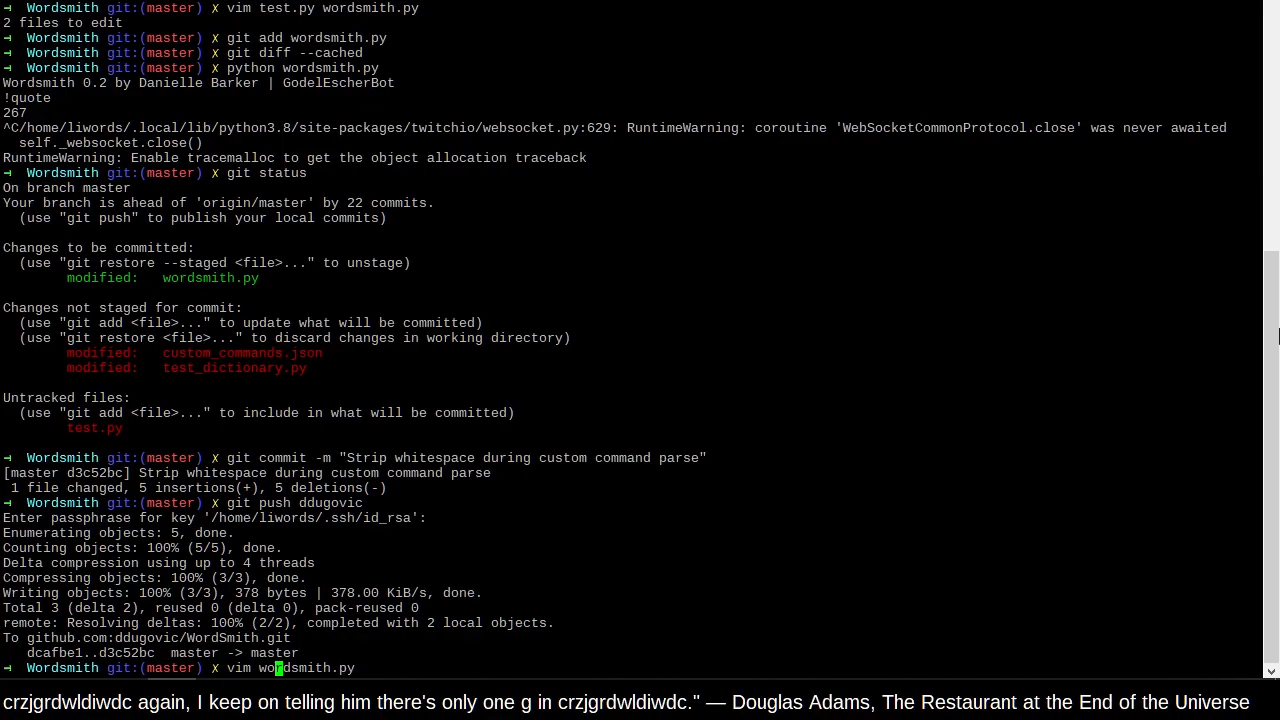 ⊣  Wordsmith git:(master) ✗ vim test.py wordsmith.py
2 files to edit
⊣  Wordsmith git:(master) ✗ git add wordsmith.py
⊣  Wordsmith git:(master) ✗ git diff --cached
⊣  Wordsmith git:(master) ✗ python wordsmith.py
Wordsmith 0.2 by Danielle Barker | GodelEscherBot
!quote
267
^C/home/liwords/.local/lib/python3.8/site-packages/twitchio/websocket.py:629: RuntimeWarning: coroutine 'WebSocketCommonProtocol.close' was never awaited
  self._websocket.close()
RuntimeWarning: Enable tracemalloc to get the object allocation traceback
⊣  Wordsmith git:(master) ✗ git status
On branch master
Your branch is ahead of 'origin/master' by 22 commits.
  (use "git push" to publish your local commits)

Changes to be committed:
  (use "git restore --staged <file>..." to unstage)
        modified:   wordsmith.py

Changes not staged for commit:
  (use "git add <file>..." to update what will be committed)
  (use "git restore <file>..." to discard changes in working directory)
        modified:   custom_commands.json
        modified:   test_dictionary.py

Untracked files:
  (use "git add <file>..." to include in what will be committed)
        test.py

⊣  Wordsmith git:(master) ✗ git commit -m "Strip whitespace during custom command parse"
[master d3c52bc] Strip whitespace during custom command parse
 1 file changed, 5 insertions(+), 5 deletions(-)
⊣  Wordsmith git:(master) ✗ git push ddugovic
Enter passphrase for key '/home/liwords/.ssh/id_rsa':
Enumerating objects: 5, done.
Counting objects: 100% (5/5), done.
Delta compression using up to 4 threads
Compressing objects: 100% (3/3), done.
Writing objects: 100% (3/3), 378 bytes | 378.00 KiB/s, done.
Total 3 (delta 2), reused 0 (delta 0), pack-reused 0
remote: Resolving deltas: 100% (2/2), completed with 2 local objects.
To github.com:ddugovic/WordSmith.git
   dcafbe1..d3c52bc  master -> master
⊣  Wordsmith git:(master) ✗ vim wordsmith.py
crzjgrdwldiwdc again, I keep on telling him there's only one g in crzjgrdwldiwdc." — Douglas Adams, The Restaurant at the End of the Universe